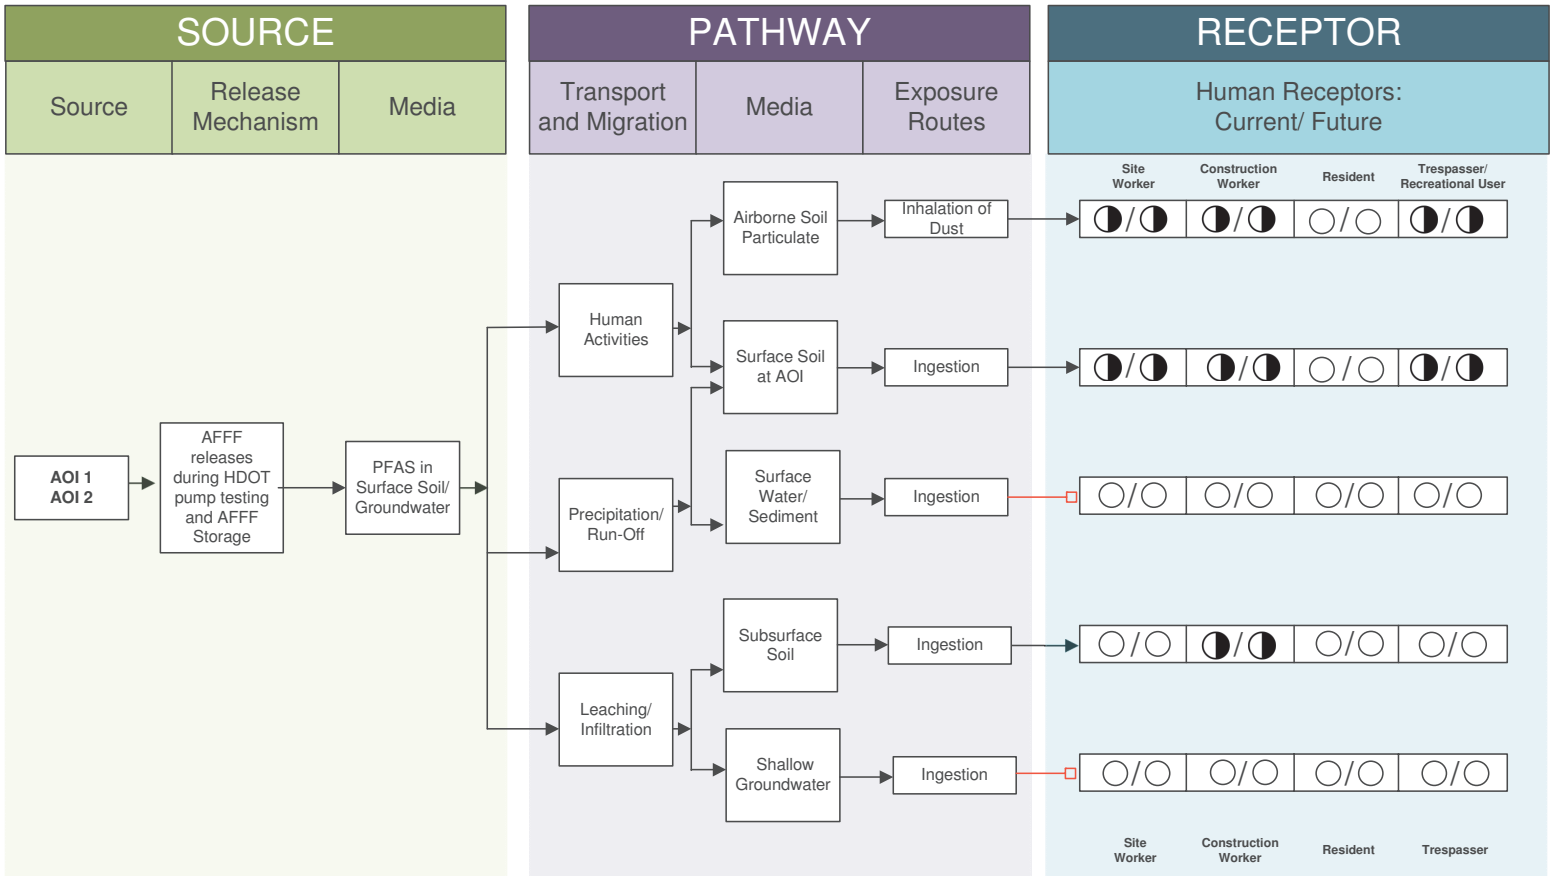 SOURCE
PATHWAY
RECEPTOR
Source
Release
Mechanism
Media
Transport
and Migration
Media
Exposure
Routes
Human Receptors:
Current/ Future
Site
Worker
Construction
Worker
Resident
Trespasser/
Recreational User
Airborne Soil
Particulate
Inhalation of
Dust
/
/
/
/
Human
Activities
Surface Soil
at AOI
Ingestion
/
/
/
/
AOI 1
AOI 2
AFFF
releases
during HDOT
pump testing
and AFFF
Storage
PFAS in
Surface Soil/
Groundwater
Precipitation/
Run-Off
Surface
Water/
Sediment
Ingestion
/
/
/
/
Subsurface
Soil
Ingestion
/
/
/
/
Leaching/
Infiltration
Shallow
Groundwater
Ingestion
/
/
/
/
Site
Worker
Construction
Worker
Resident
Trespasser